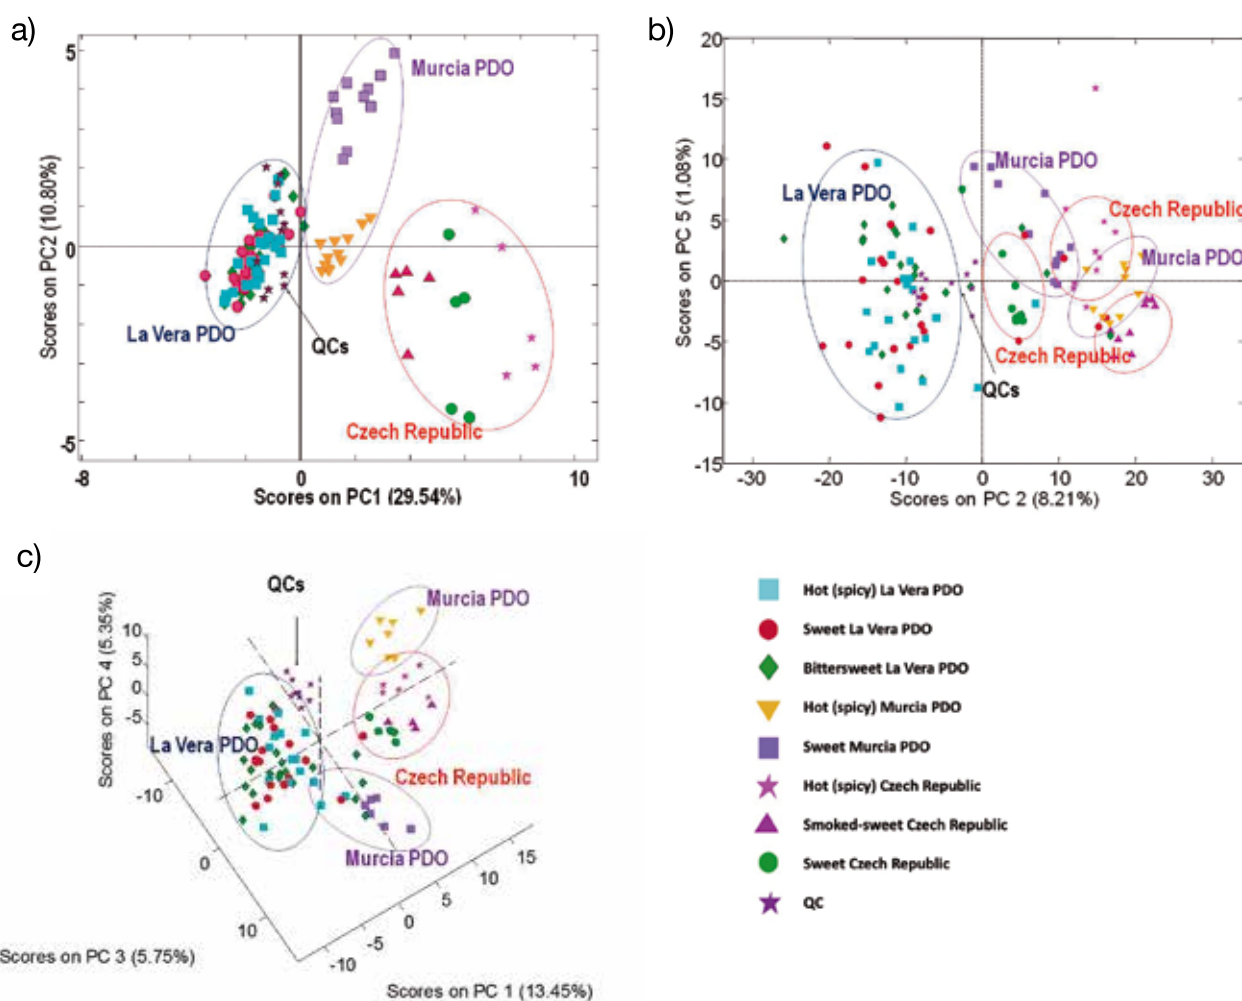 a)
5
0
-5
-8
0
10
Scores on PC2 (10.80%)
Scores on PC1 (29.54%)
Murcia PDO
La Vera PDO
QCs
Czech Republic
b)
20
15
10
5
0
-5
-10
-15
-30
-20
-10
0
10
20
30
Scores on PC 5 (1.08%)
Scores on PC 2 (8.21%)
La Vera PDO
Murcia PDO
Czech Republic
Murcia PDO
Czech Republic
QCs
c)
QCs
Murcia PDO
La Vera PDO
Czech Republic
Murcia PDO
Scores on PC 4 (5.35%)
10
5
0
-5
-10
0
10
Scores on PC 3 (5.75%)
-10
-5
0
5
10
15
Scores on PC 1 (13.45%)
Hot (spicy) La Vera PDO
Sweet La Vera PDO
Bittersweet La Vera PDO
Hot (spicy) Murcia PDO
Sweet Murcia PDO
Hot (spicy) Czech Republic
Smoked-sweet Czech Republic
Sweet Czech Republic
QC